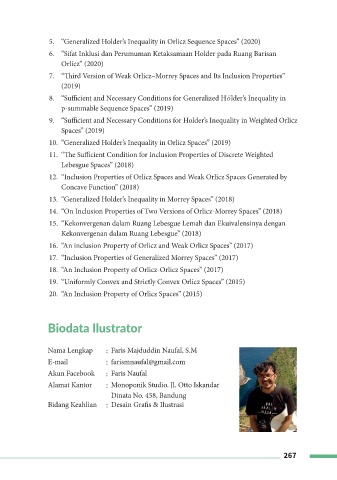 5. "Generalized Holder's Inequality in Orlicz Sequence Spaces" (2020)
6. "Sifat Inklusi dan Perumuman Ketaksamaan Holder pada Ruang Barisan
Orlicz" (2020)
7. "Third Version of Weak Orlicz–Morrey Spaces and Its Inclusion Properties"
(2019)
8. "Sufficient and Necessary Conditions for Generalized Hölder's Inequality in
p-summable Sequence Spaces" (2019)
9. "Sufficient and Necessary Conditions for Holder's Inequality in Weighted Orlicz
Spaces" (2019)
10. "Generalized Holder's Inequality in Orlicz Spaces" (2019)
11. "The Sufficient Condition for Inclusion Properties of Discrete Weighted
Lebesgue Spaces" (2018)
12. "Inclusion Properties of Orlicz Spaces and Weak Orlicz Spaces Generated by
Concave Function" (2018)
13. "Generalized Holder's Inequality in Morrey Spaces" (2018)
14. "On Inclusion Properties of Two Versions of Orlicz-Morrey Spaces" (2018)
15. "Kekonvergenan dalam Ruang Lebesgue Lemah dan Ekuivalensinya dengan
Kekonvergenan dalam Ruang Lebesgue" (2018)
16. "An inclusion Property of Orlicz and Weak Orlicz Spaces" (2017)
17. "Inclusion Properties of Generalized Morrey Spaces" (2017)
18. "An Inclusion Property of Orlicz-Orlicz Spaces" (2017)
19. "Uniformly Convex and Strictly Convex Orlicz Spaces" (2015)
20. "An Inclusion Property of Orlicz Spaces" (2015)
Biodata Ilustrator
Nama Lengkap : Faris Majduddin Naufal, S.M
E-mail : farismnaufal@gmail.com
Akun Facebook : Faris Naufal
Alamat Kantor : Monoponik Studio. Jl. Otto Iskandar
Dinata No. 458, Bandung
Bidang Keahlian : Desain Grafis & Ilustrasi
267